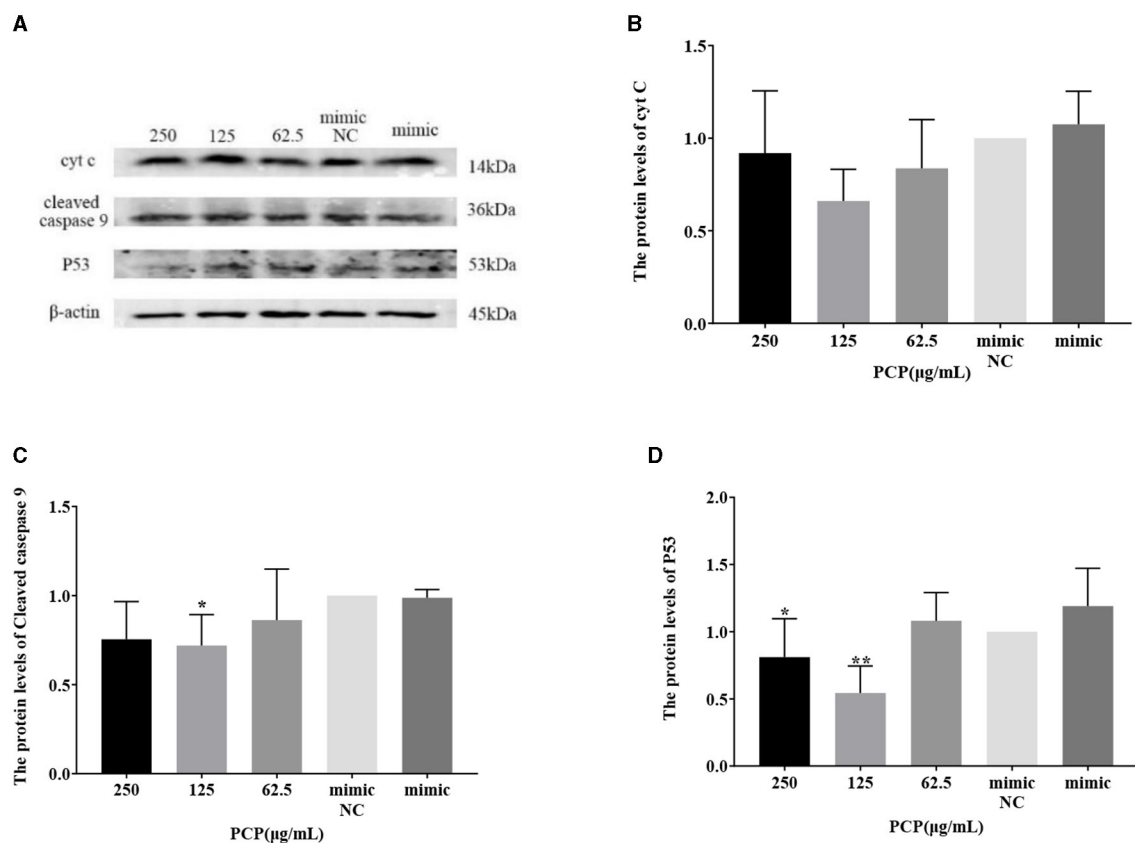 A
250 125 62.5 mimic NC mimic
cyt c 14kDa
cleaved caspase 9 36kDa
P53 53kDa
β-actin 45kDa
B
The protein levels of cyt C
1.5
1.0
0.5
0.0
250 125 62.5 mimic NC mimic
PCP(μg/mL)
C
The protein levels of Cleaved casepase 9
1.5
1.0
0.5
0.0
*
250 125 62.5 mimic NC mimic
PCP(μg/mL)
D
The protein levels of P53
2.0
1.5
1.0
0.5
0.0
*
**
250 125 62.5 mimic NC mimic
PCP(μg/mL)